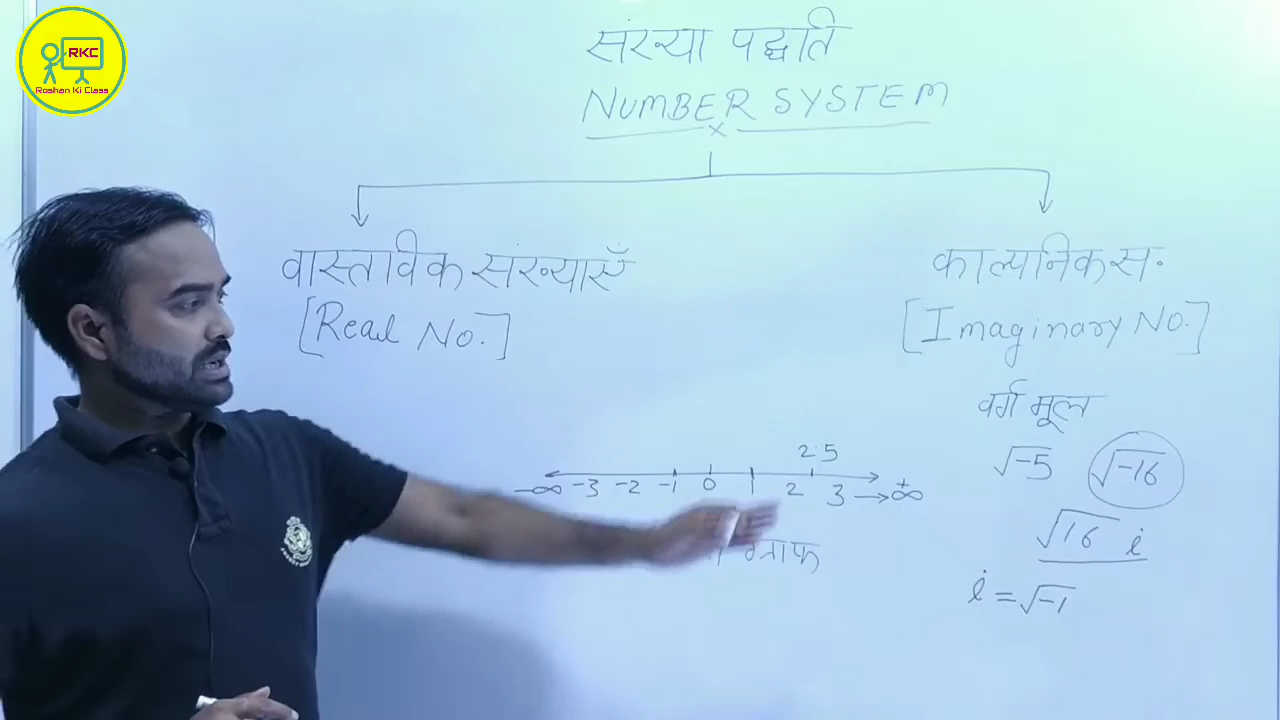 RKC
Roshan Ki Class
संख्या पद्धति
NUMBER SYSTEM
वास्तविक संख्याएँ
[Real No.]
काल्पनिक सं.
[Imaginary No.]
वर्ग मूल
√-5 √-16
√16 i
i = √-1
2.5
-∞ -3 -2 -1 0 1 2 3 → +∞
ग्राफ